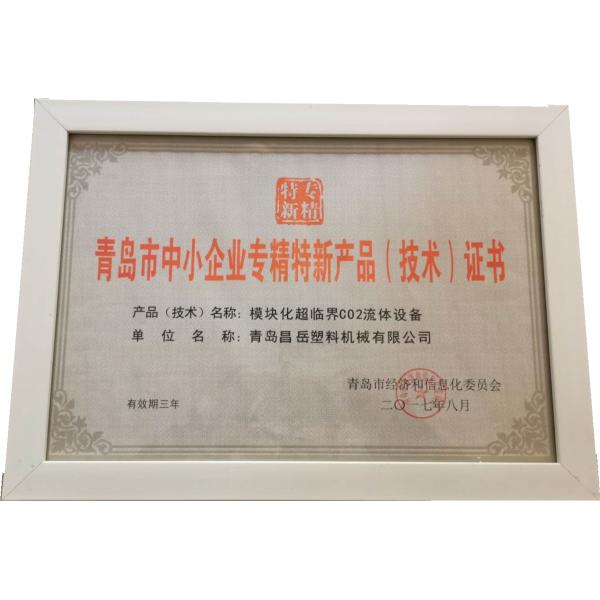 专精
特新
青岛市中小企业专精特新产品（技术）证书
产品（技术）名称：模块化超临界CO2流体设备
单位名称：青岛昌岳塑料机械有限公司
青岛市经济和信息化委员会
有效期三年
二〇一七年八月